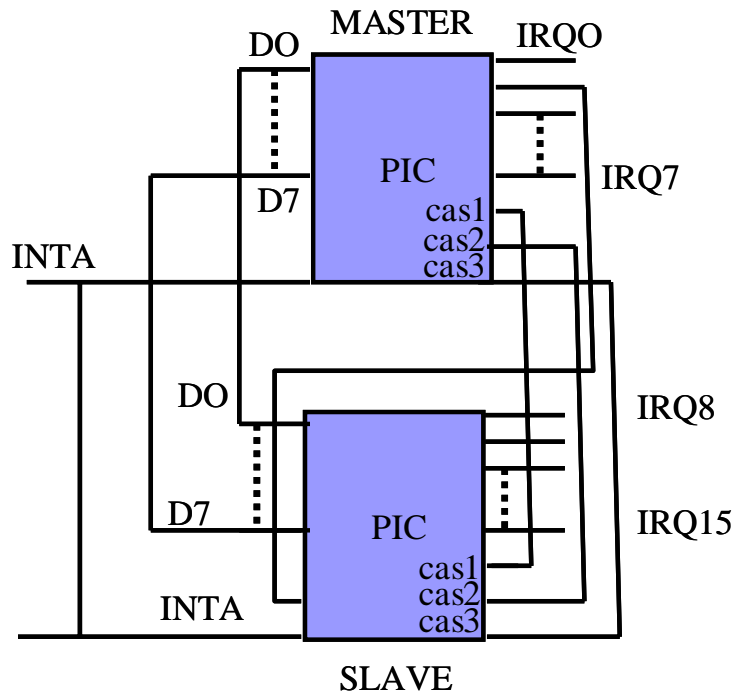 MASTER
DO
IRQO
PIC
D7
IRQ7
cas1
cas2
cas3
INTA
DO
IRQ8
D7
PIC
IRQ15
cas1
cas2
cas3
INTA
SLAVE